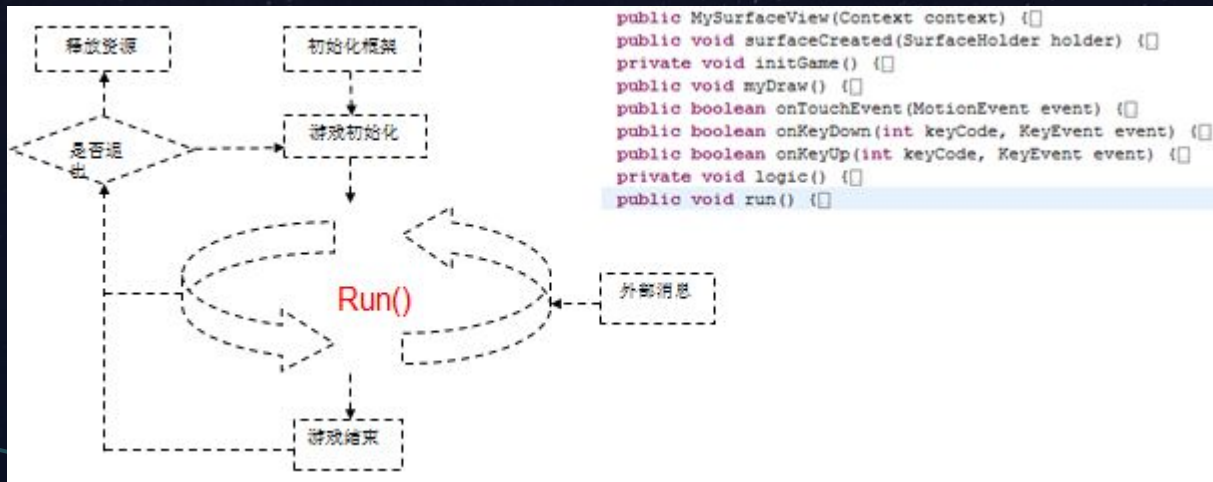 释放资源
初始化框架
游戏初始化
是否退
出
Run()
外部消息
游戏结束
public MySurfaceView(Context context) {
public void surfaceCreated(SurfaceHolder holder) {
private void initGame() {
public void myDraw() {
public boolean onTouchEvent(MotionEvent event) {
public boolean onKeyDown(int keyCode, KeyEvent event) {
public boolean onKeyUp(int keyCode, KeyEvent event) {
private void logic() {
public void run() {